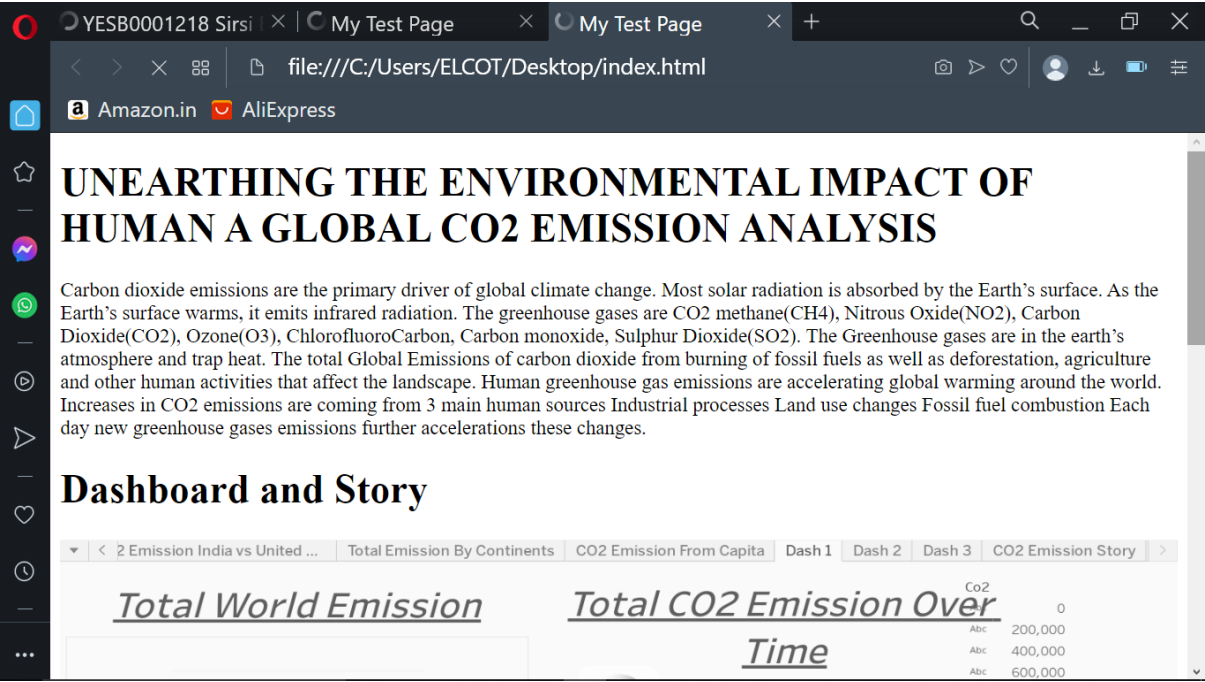 YESB0001218 Sirsi
My Test Page
My Test Page
file:///C:/Users/ELCOT/Desktop/index.html
Amazon.in
AliExpress
UNEARTHING THE ENVIRONMENTAL IMPACT OF
HUMAN A GLOBAL CO2 EMISSION ANALYSIS
Carbon dioxide emissions are the primary driver of global climate change. Most solar radiation is absorbed by the Earth’s surface. As the
Earth’s surface warms, it emits infrared radiation. The greenhouse gases are CO2 methane(CH4), Nitrous Oxide(NO2), Carbon
Dioxide(CO2), Ozone(O3), ChlorofluoroCarbon, Carbon monoxide, Sulphur Dioxide(SO2). The Greenhouse gases are in the earth’s
atmosphere and trap heat. The total Global Emissions of carbon dioxide from burning of fossil fuels as well as deforestation, agriculture
and other human activities that affect the landscape. Human greenhouse gas emissions are accelerating global warming around the world.
Increases in CO2 emissions are coming from 3 main human sources Industrial processes Land use changes Fossil fuel combustion Each
day new greenhouse gases emissions further accelerations these changes.
Dashboard and Story
2 Emission India vs United ...
Total Emission By Continents
CO2 Emission From Capita
Dash 1
Dash 2
Dash 3
CO2 Emission Story
Total World Emission
Total CO2 Emission Over
Time
Co2
0
Abc 200,000
Abc 400,000
Abc 600,000